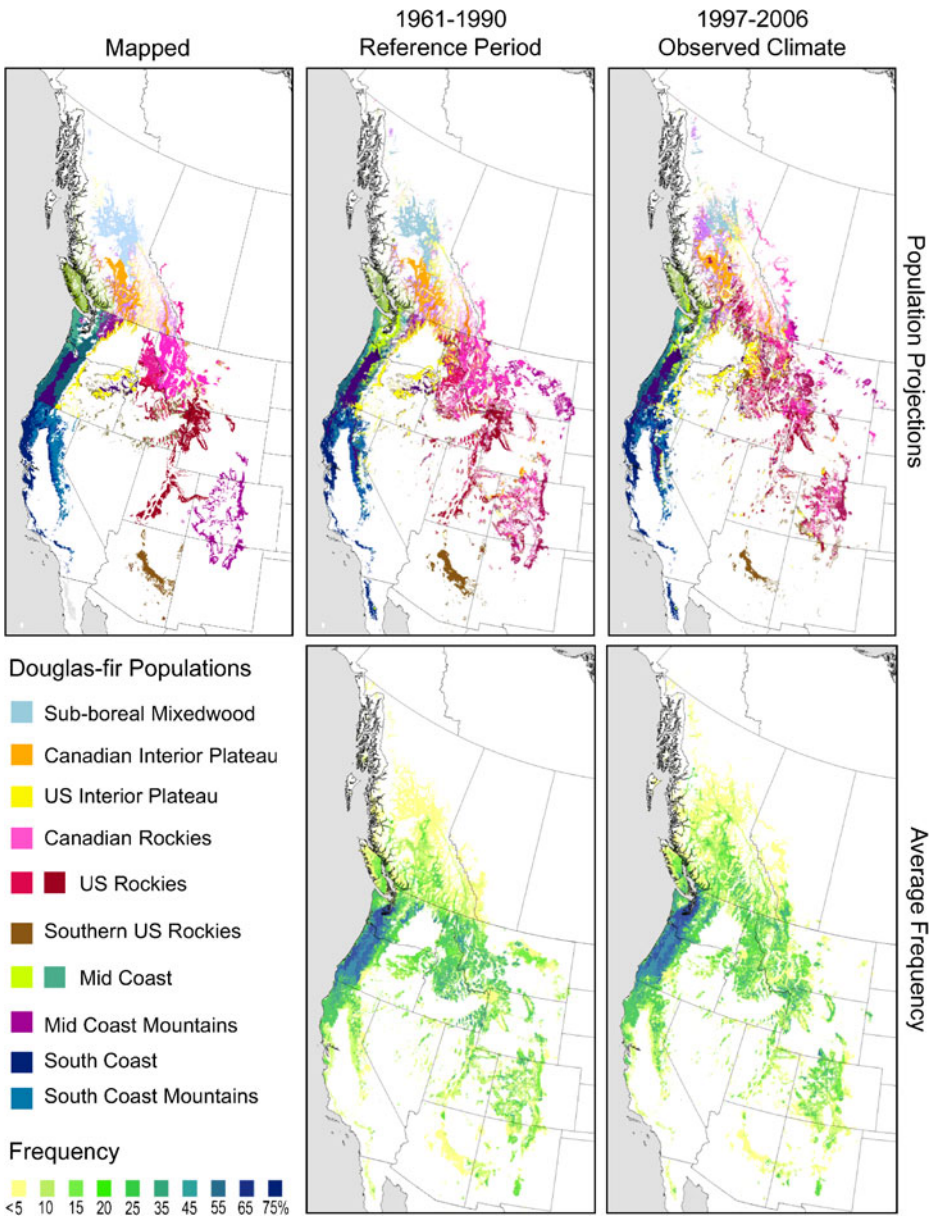 Mapped
1961-1990
Reference Period
1997-2006
Observed Climate
Population Projections
Douglas-fir Populations
Sub-boreal Mixedwood
Canadian Interior Plateau
US Interior Plateau
Canadian Rockies
US Rockies
Southern US Rockies
Mid Coast
Mid Coast Mountains
South Coast
South Coast Mountains
Average Frequency
Frequency
<5 10 15 20 25 35 45 55 65 75%